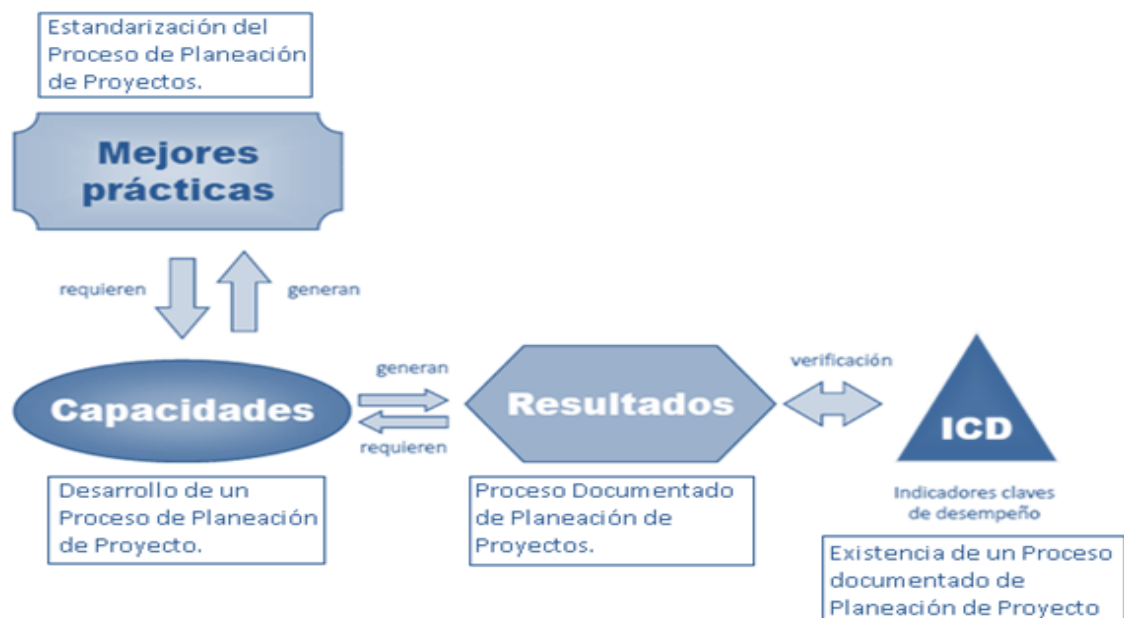 Estandarización del
Proceso de Planeación
de Proyectos.
Mejores
prácticas
requieren
generan
Capacidades
generan
requieren
Resultados
verificación
ICD
Desarrollo de un
Proceso de Planeación
de Proyecto.
Proceso Documentado
de Planeación de
Proyectos.
Indicadores claves
de desempeño
Existencia de un Proceso
documentado de
Planeación de Proyecto